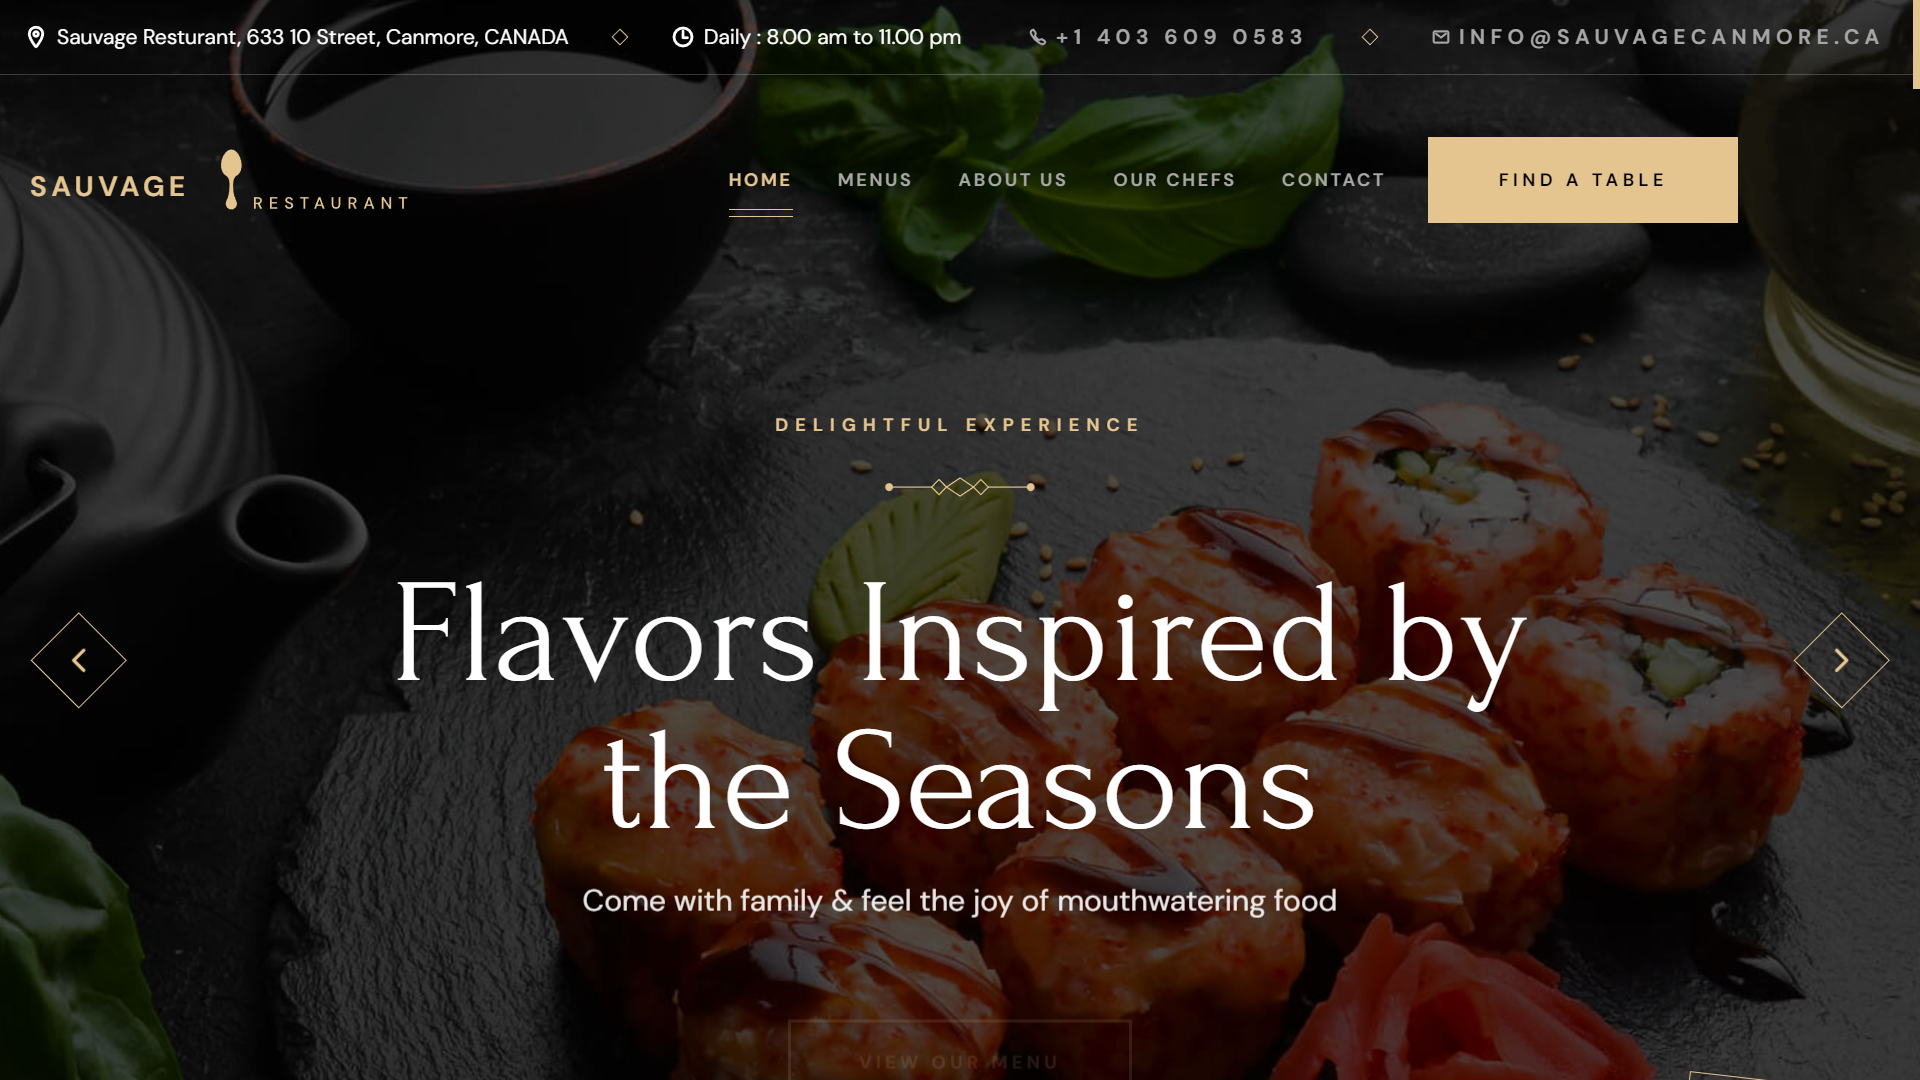 Sauvage Resturant, 633 10 Street, Canmore, CANADA
Daily : 8.00 am to 11.00 pm
+1 403 609 0583
INFO@SAUVAGECANMORE.CA
SAUVAGE RESTAURANT
HOME
MENUS
ABOUT US
OUR CHEFS
CONTACT
FIND A TABLE
DELIGHTFUL EXPERIENCE
Flavors Inspired by
the Seasons
Come with family & feel the joy of mouthwatering food
VIEW OUR MENU